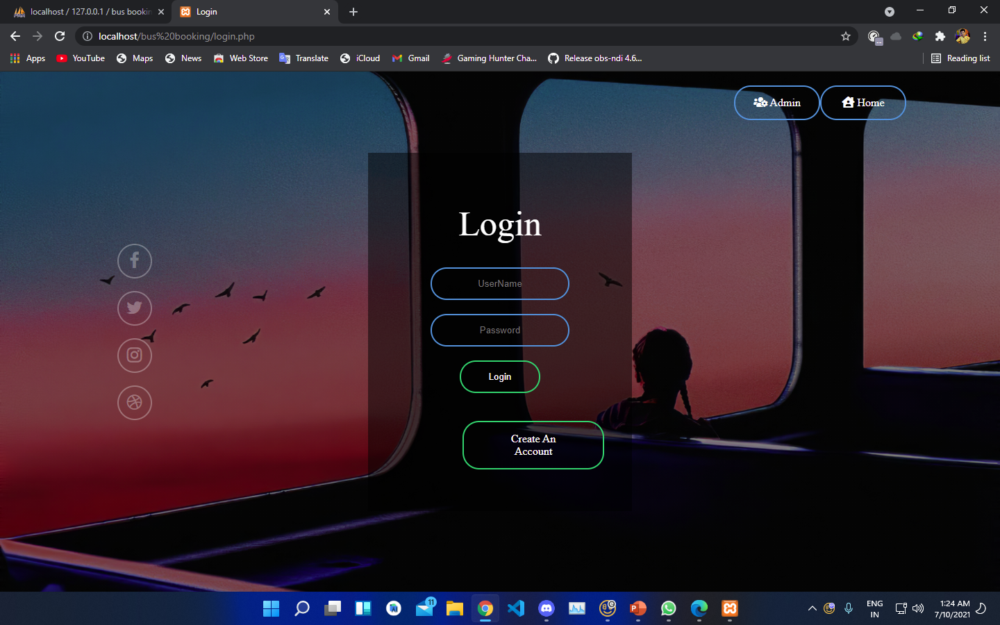 localhost / 127.0.0.1 / bus bookin
Login
localhost/bus%20booking/login.php
Apps
YouTube
Maps
News
Web Store
Translate
iCloud
Gmail
Gaming Hunter Cha...
Release obs-ndi 4.6...
Reading list
Admin
Home
Login
UserName
Password
Login
Create An
Account
11
ENG
IN
1:24 AM
7/10/2021